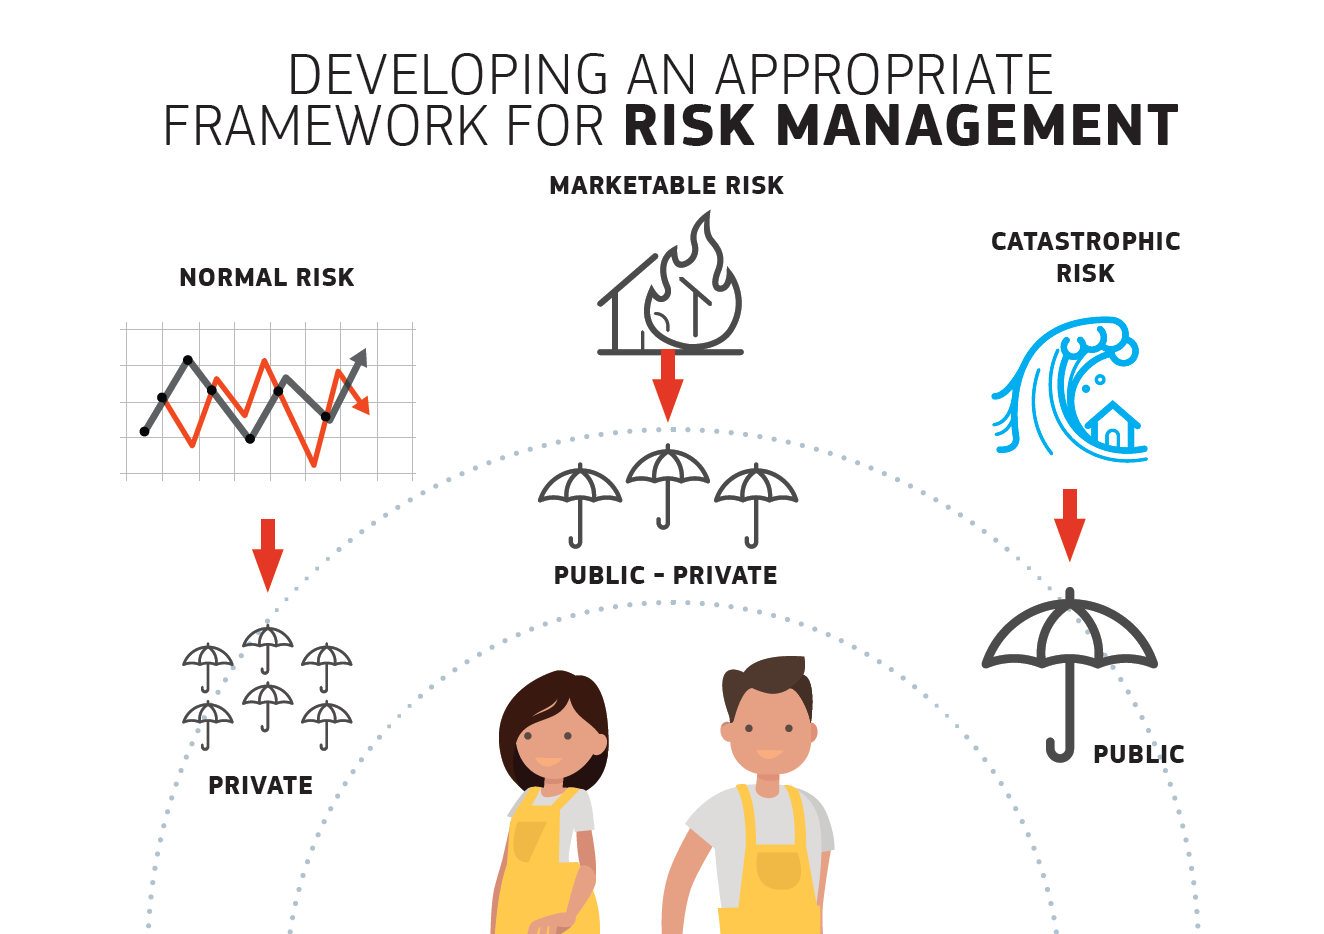 DEVELOPING AN APPROPRIATE
FRAMEWORK FOR RISK MANAGEMENT
MARKETABLE RISK
CATASTROPHIC
RISK
NORMAL RISK
PUBLIC - PRIVATE
PUBLIC
PRIVATE